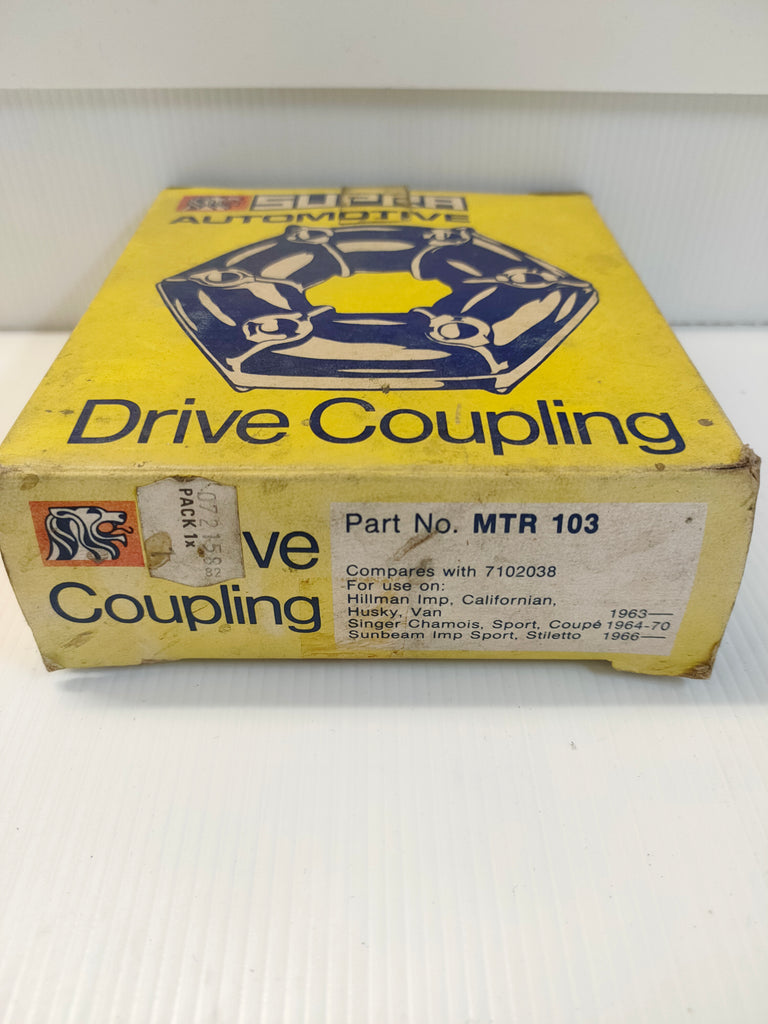 SUPRA
AUTOMOTIVE
Drive Coupling
PACK 1x
ve
Coupling
Part No. MTR 103
Compares with 7102038
For use on:
Hillman Imp, Californian,
Husky, Van 1963—
Singer Chamois, Sport, Coupé 1964-70
Sunbeam Imp Sport, Stiletto 1966—